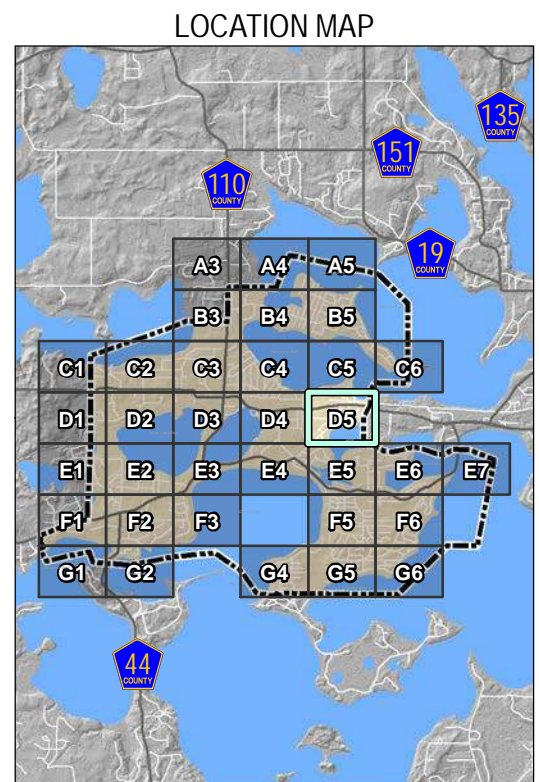 LOCATION MAP
135
COUNTY
151
COUNTY
110
COUNTY
19
COUNTY
A3 A4 A5
B3 B4 B5
C1 C2 C3 C4 C5 C6
D1 D2 D3 D4 D5
E1 E2 E3 E4 E5 E6 E7
F1 F2 F3 F5 F6
G1 G2 G4 G5 G6
44
COUNTY